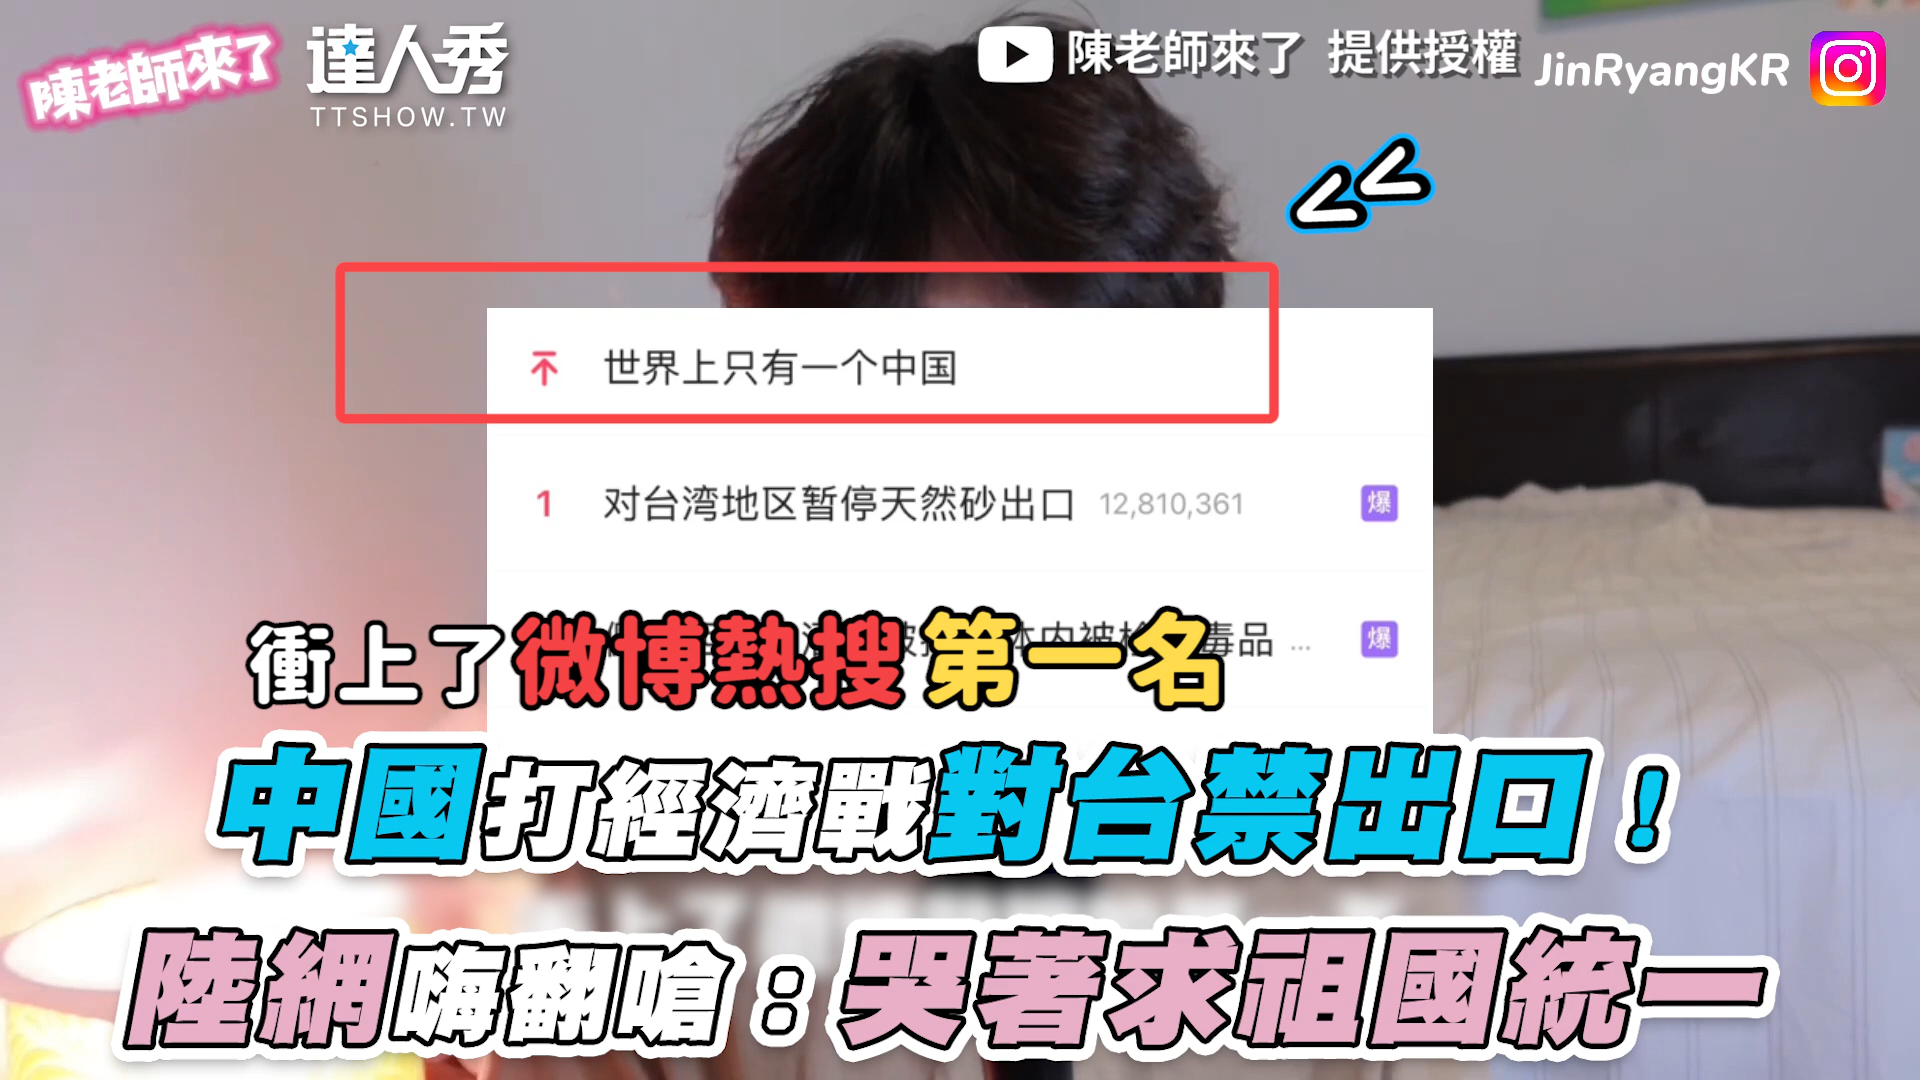 陳老師來了
達人秀
TTSHOW.TW
陳老師來了 提供授權
JinRyangKR
世界上只有一个中国
1 对台湾地区暂停天然砂出口 12,810,361 爆
毒品 ... 爆
衝上了微博熱搜第一名
中國打經濟戰對台禁出口！
陸網嗨翻嗆：哭著求祖國統一